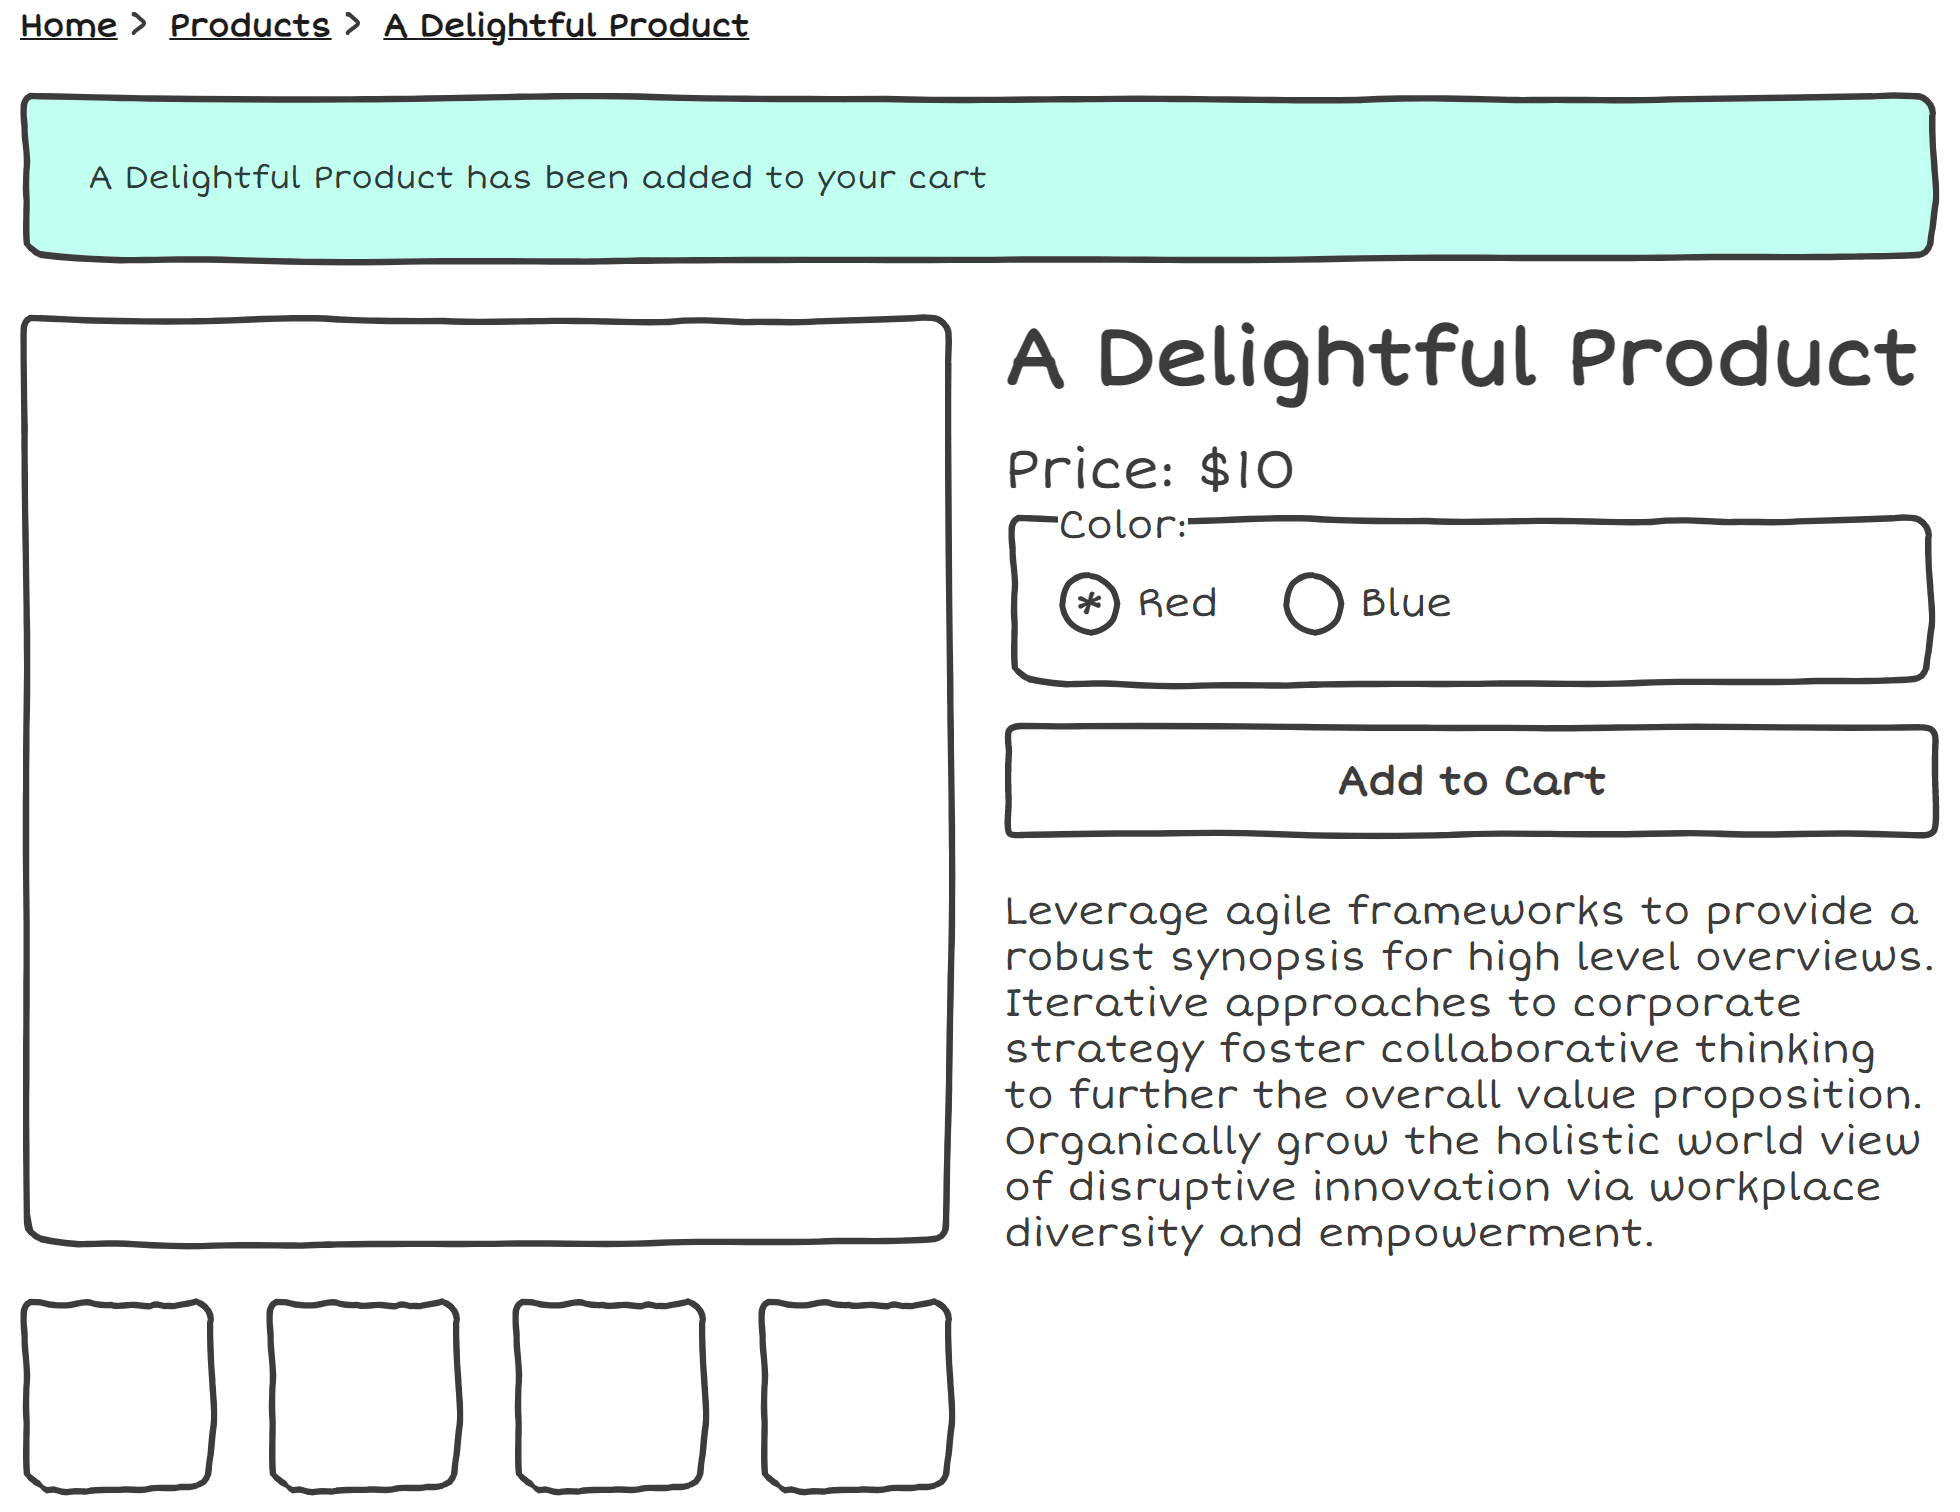 Home > Products > A Delightful Product
A Delightful Product has been added to your cart
A Delightful Product
Price: $10
Color:
* Red Blue
Add to Cart
Leverage agile frameworks to provide a
robust synopsis for high level overviews.
Iterative approaches to corporate
strategy foster collaborative thinking
to further the overall value proposition.
Organically grow the holistic world view
of disruptive innovation via workplace
diversity and empowerment.